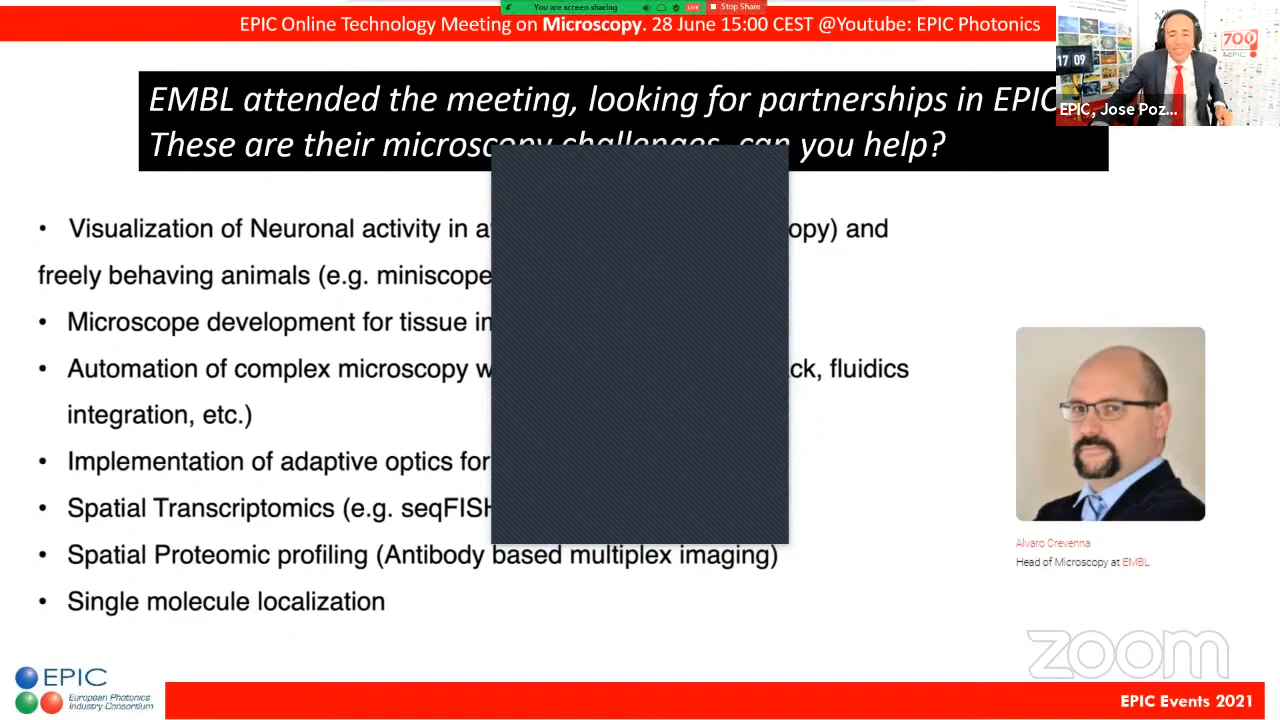 You are screen sharing
LIVE
Stop Share
EPIC Online Technology Meeting on Microscopy. 28 June 15:00 CEST @Youtube: EPIC Photonics
700
EPIC
17 09
EPIC, Jose Poz...
EMBL attended the meeting, looking for partnerships in EPIC
These are their microscopy challenges, can you help?
• Visualization of Neuronal activity in opy) and
freely behaving animals (e.g. miniscope
• Microscope development for tissue
• Automation of complex microscopy ck, fluidics
integration, etc.)
• Implementation of adaptive optics for
• Spatial Transcriptomics (e.g. seqFISH
• Spatial Proteomic profiling (Antibody based multiplex imaging)
• Single molecule localization
Alvaro Crevenna
Head of Microscopy at EMBL
zoom
EPIC
European Photonics
Industry Consortium
EPIC Events 2021